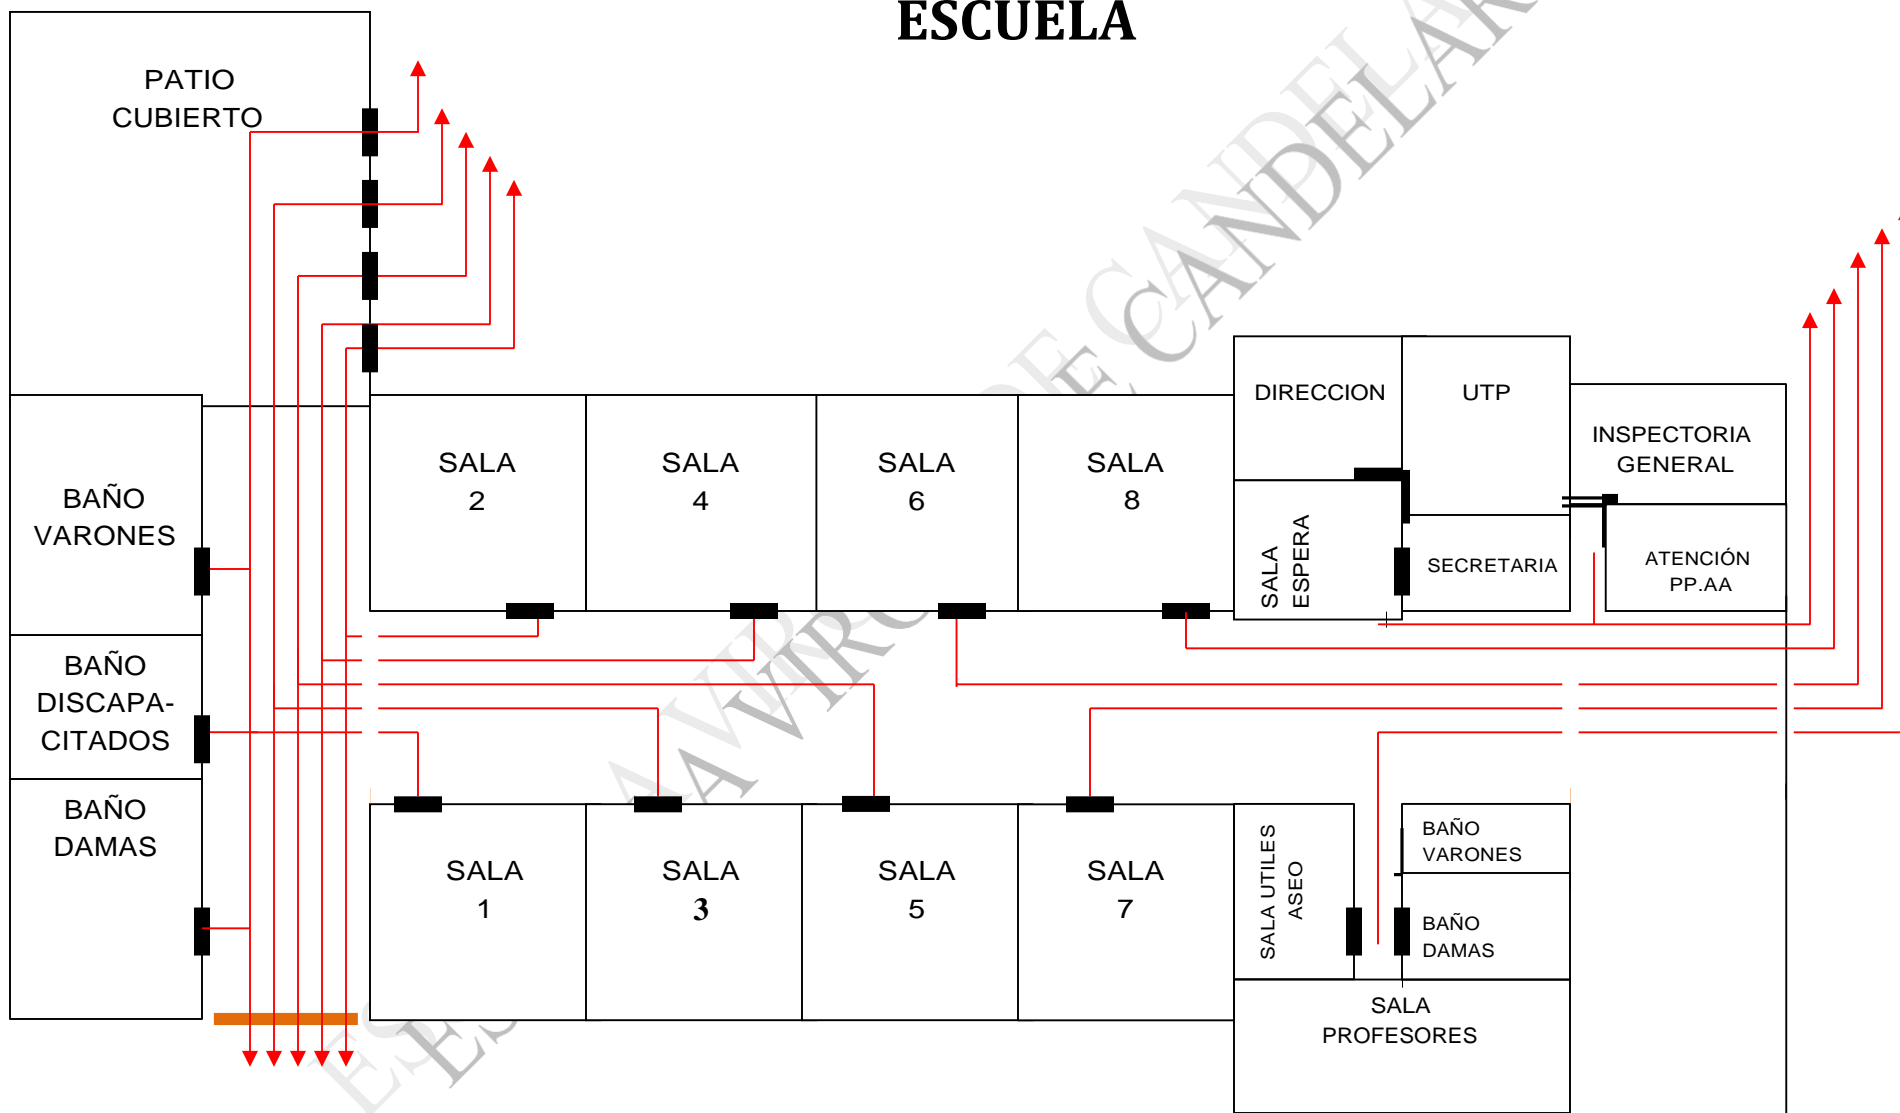 ESCUELA
PATIO
CUBIERTO
DIRECCION
UTP
INSPECTORIA
GENERAL
SALA
2
SALA
4
SALA
6
SALA
8
BAÑO
VARONES
SALA
ESPERA
SECRETARIA
ATENCIÓN
PP.AA
BAÑO
DISCAPA-
CITADOS
BAÑO
DAMAS
SALA
1
SALA
3
SALA
5
SALA
7
SALA UTILES
ASEO
BAÑO
VARONES
BAÑO
DAMAS
SALA
PROFESORES